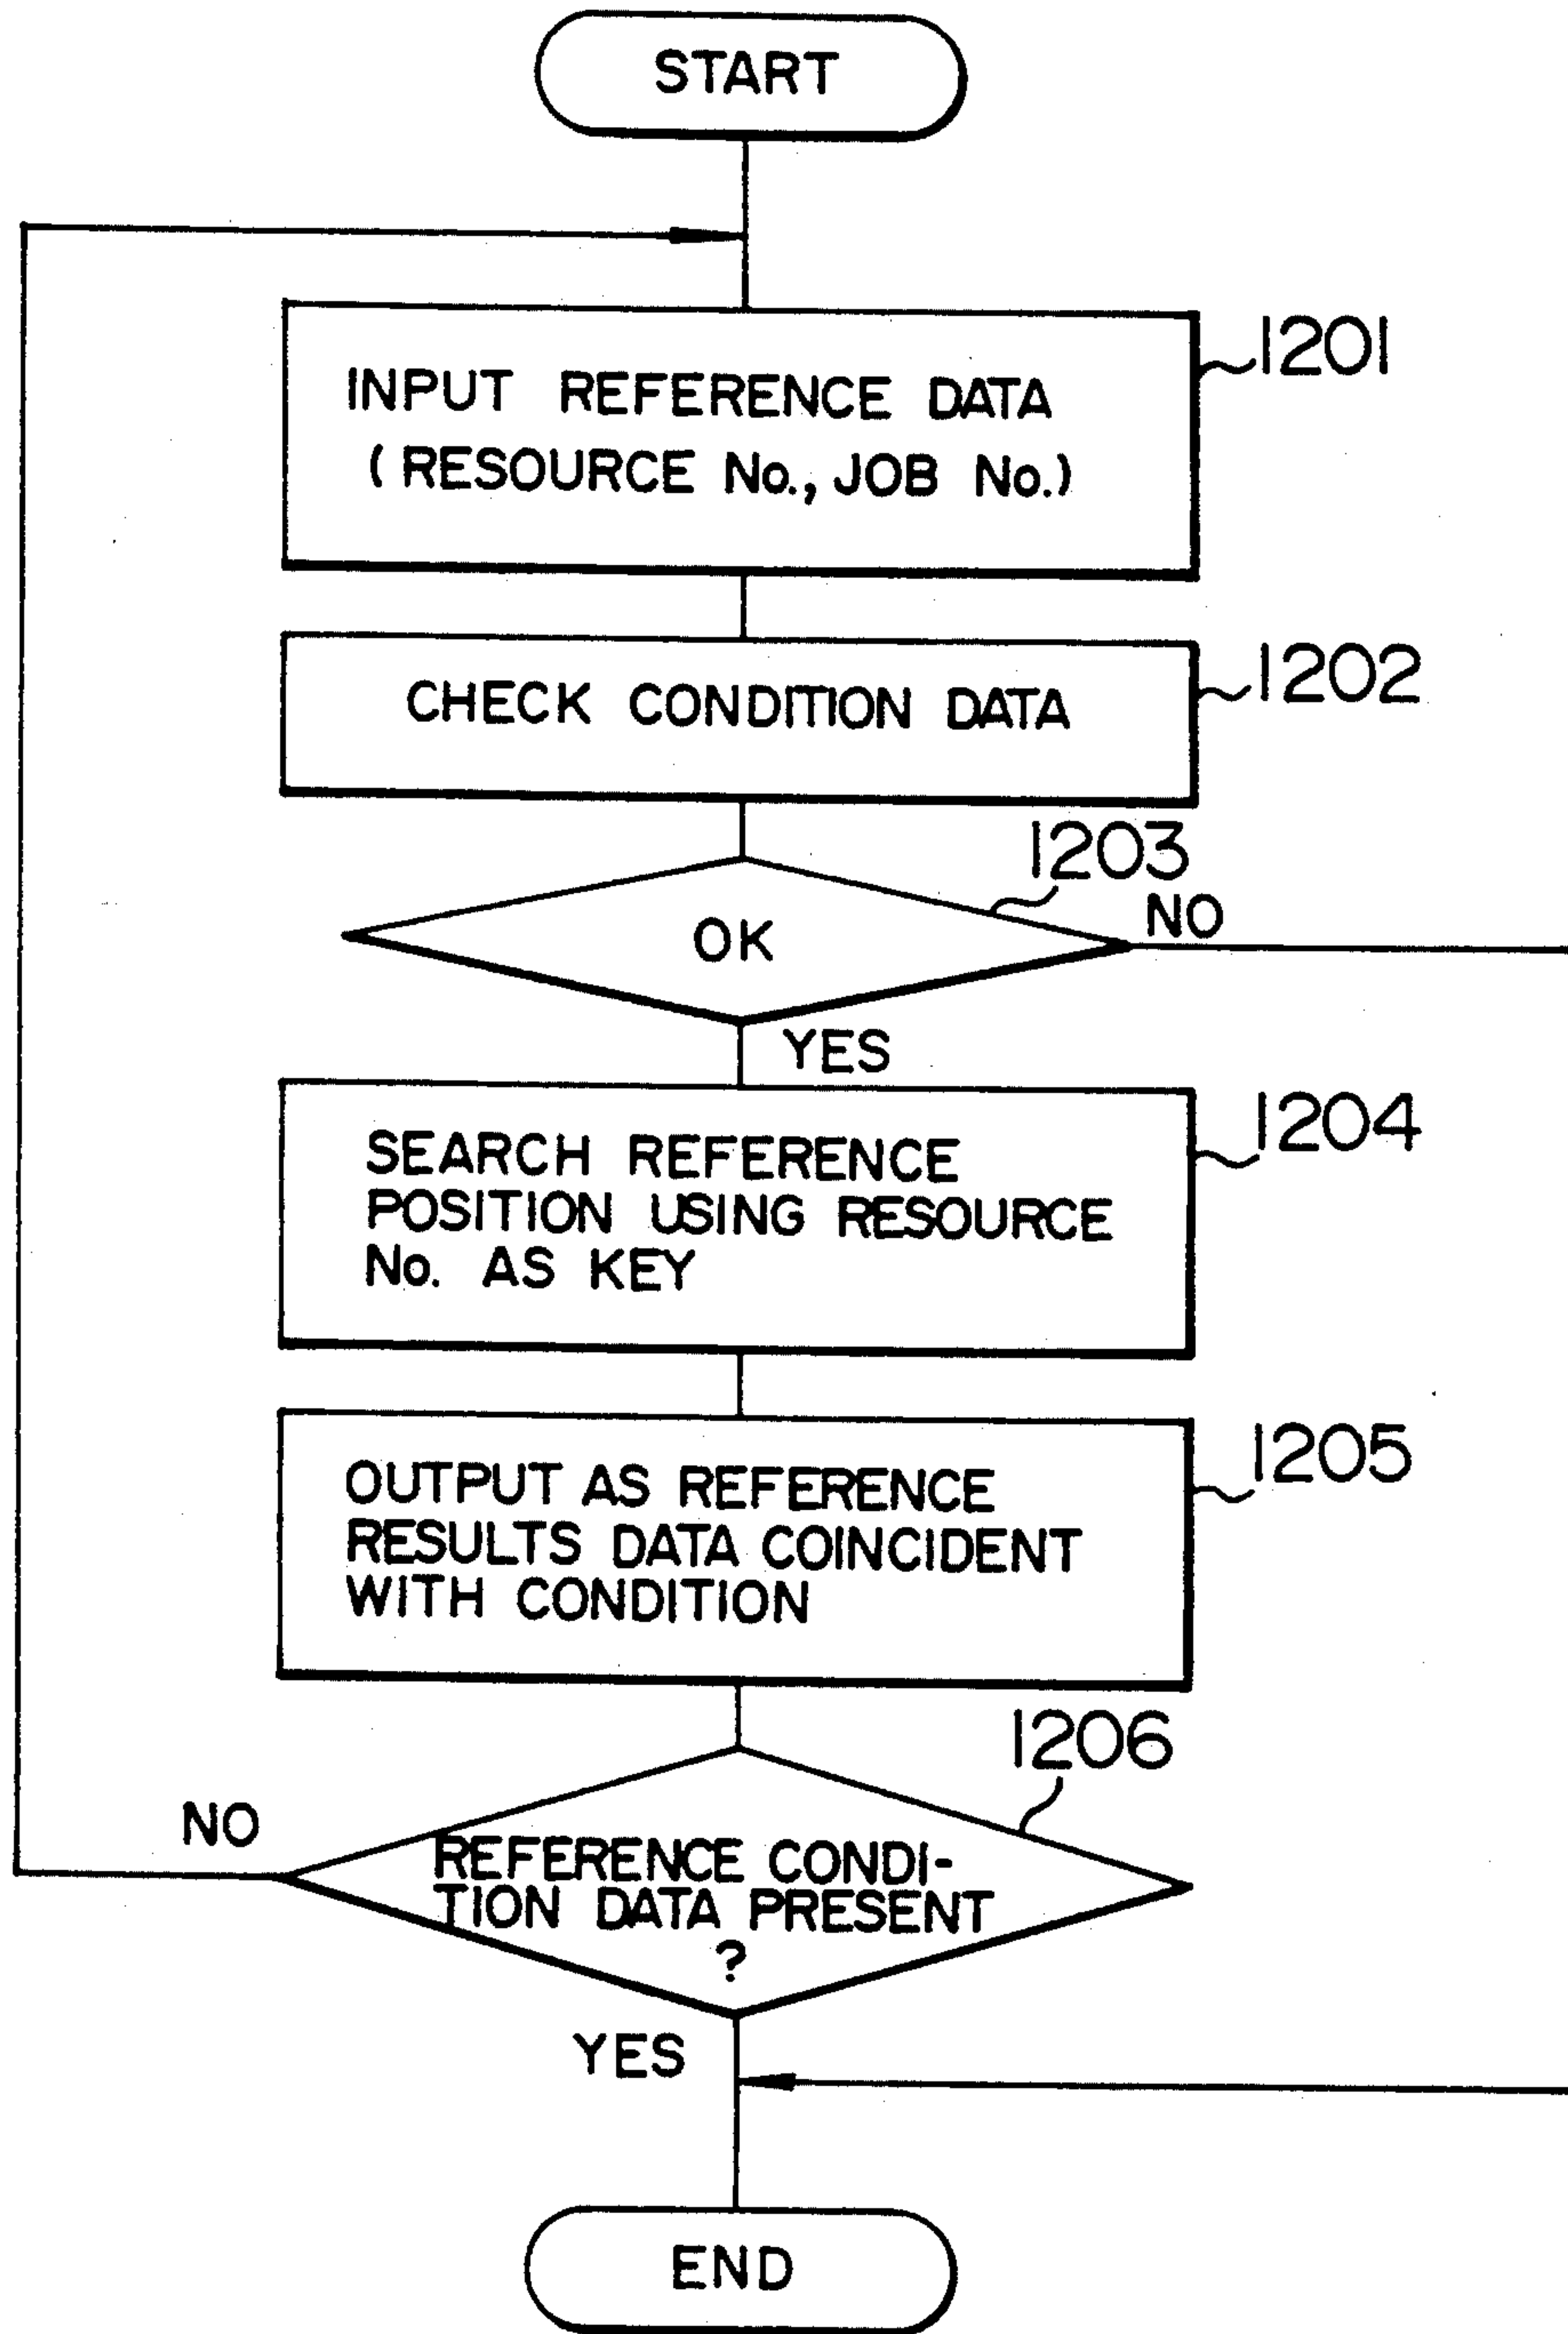 START
INPUT REFERENCE DATA
(RESOURCE No., JOB No.)
1201
CHECK CONDITION DATA
1202
1203
OK
NO
YES
SEARCH REFERENCE
POSITION USING RESOURCE
No. AS KEY
1204
OUTPUT AS REFERENCE
RESULTS DATA COINCIDENT
WITH CONDITION
1205
1206
NO
REFERENCE CONDI-
TION DATA PRESENT
?
YES
END